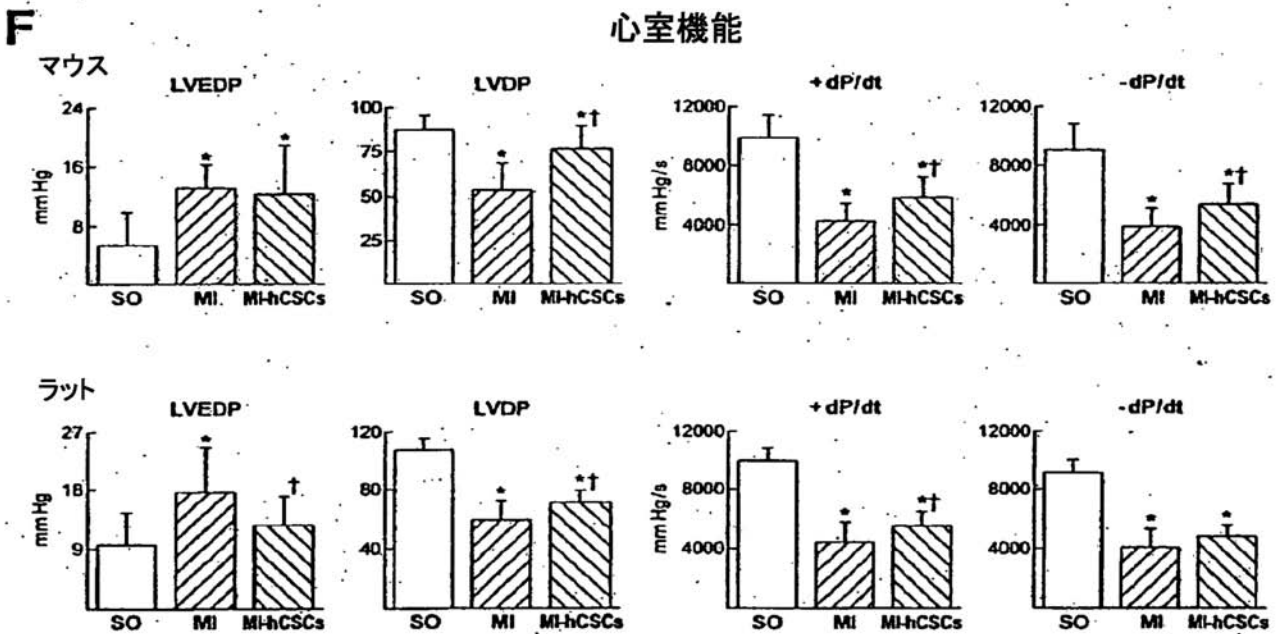 F
心室機能
マウス
LVEDP
LVDP
+dP/dt
-dP/dt
24
16
8
mmHg
* *
SO MI MI-hCSCs
100
75
50
25
* *†
SO MI MI-hCSCs
12000
8000
4000
mmHg/s
* *†
SO MI MI-hCSCs
12000
8000
4000
* *†
SO MI MI-hCSCs
ラット
LVEDP
LVDP
+dP/dt
-dP/dt
27
18
9
mmHg
* †
SO MI MI-hCSCs
120
80
40
* *†
SO MI MI-hCSCs
12000
8000
4000
mmHg/s
* *†
SO MI MI-hCSCs
12000
8000
4000
* *
SO MI MI-hCSCs